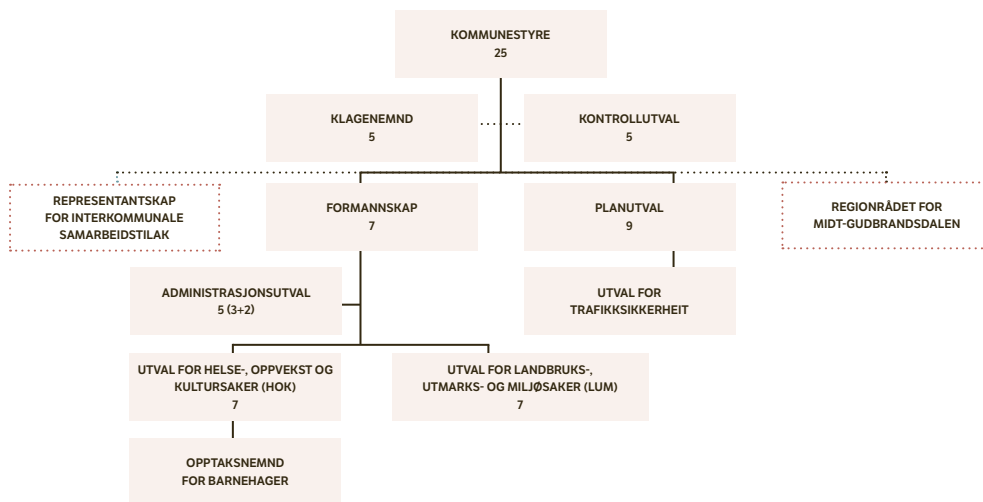 KOMMUNESTYRE
25
KLAGENEMND
5
KONTROLLUTVAL
5
REPRESENTANTSKAP
FOR INTERKOMMUNALE
SAMARBEIDSTILAK
FORMANNSKAP
7
PLANUTVAL
9
REGIONRÅDET FOR
MIDT-GUDBRANDSDALEN
ADMINISTRASJONSUTVAL
5 (3+2)
UTVAL FOR
TRAFIKKSIKKERHEIT
UTVAL FOR HELSE-, OPPVEKST OG
KULTURSAKER (HOK)
7
UTVAL FOR LANDBRUKS-,
UTMARKS- OG MILJØSAKER (LUM)
7
OPPTAKSNEMND
FOR BARNEHAGER